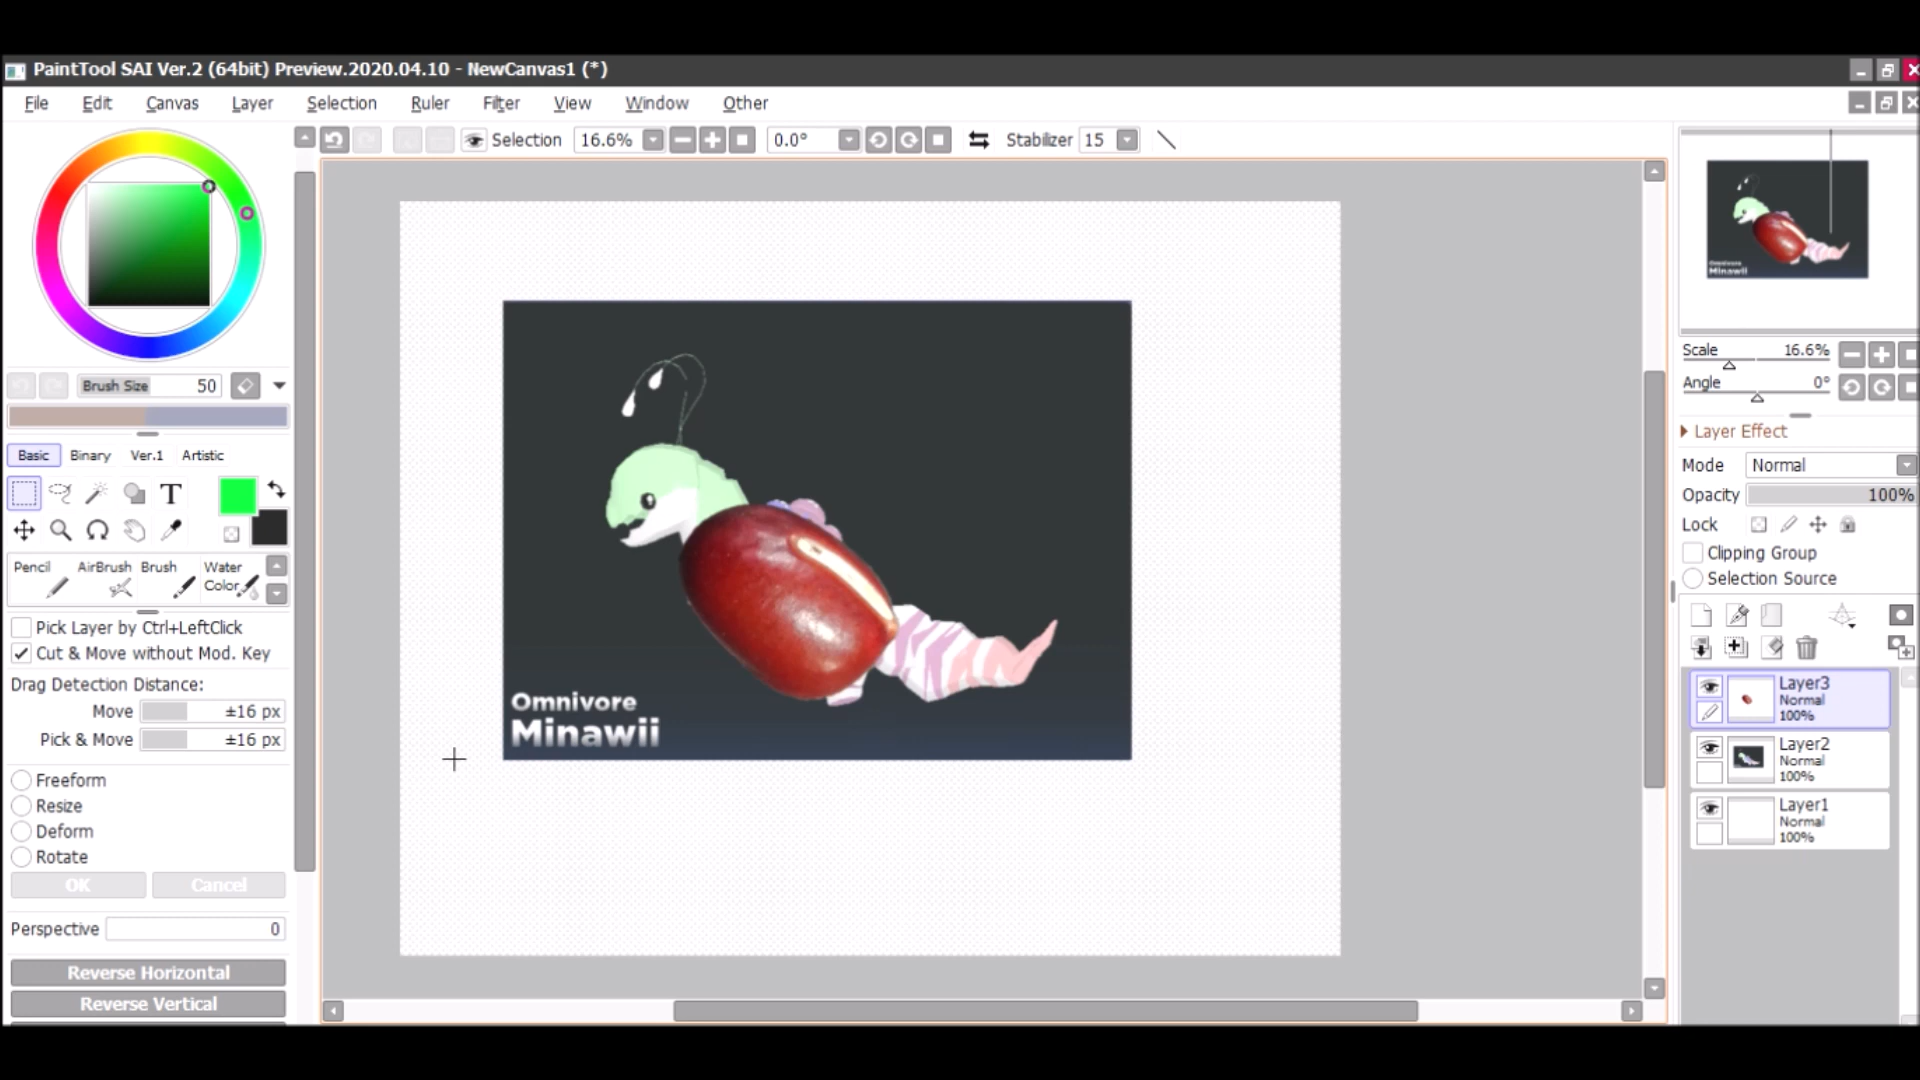 PaintTool SAI Ver.2 (64bit) Preview.2020.04.10 - NewCanvas1 (*)
File Edit Canvas Layer Selection Ruler Filter View Window Other
Selection 16.6% 0.0° Stabilizer 15
Brush Size 50
Basic Binary Ver.1 Artistic
T
Pencil AirBrush Brush Water Color
Pick Layer by Ctrl+LeftClick
Cut & Move without Mod. Key
Drag Detection Distance:
Move ±16 px
Pick & Move ±16 px
Freeform
Resize
Deform
Rotate
OK Cancel
Perspective 0
Reverse Horizontal
Reverse Vertical
Omnivore
Minawii
Omnivore
Minawii
Scale 16.6%
Angle 0°
Layer Effect
Mode Normal
Opacity 100%
Lock
Clipping Group
Selection Source
Layer3
Normal
100%
Layer2
Normal
100%
Layer1
Normal
100%